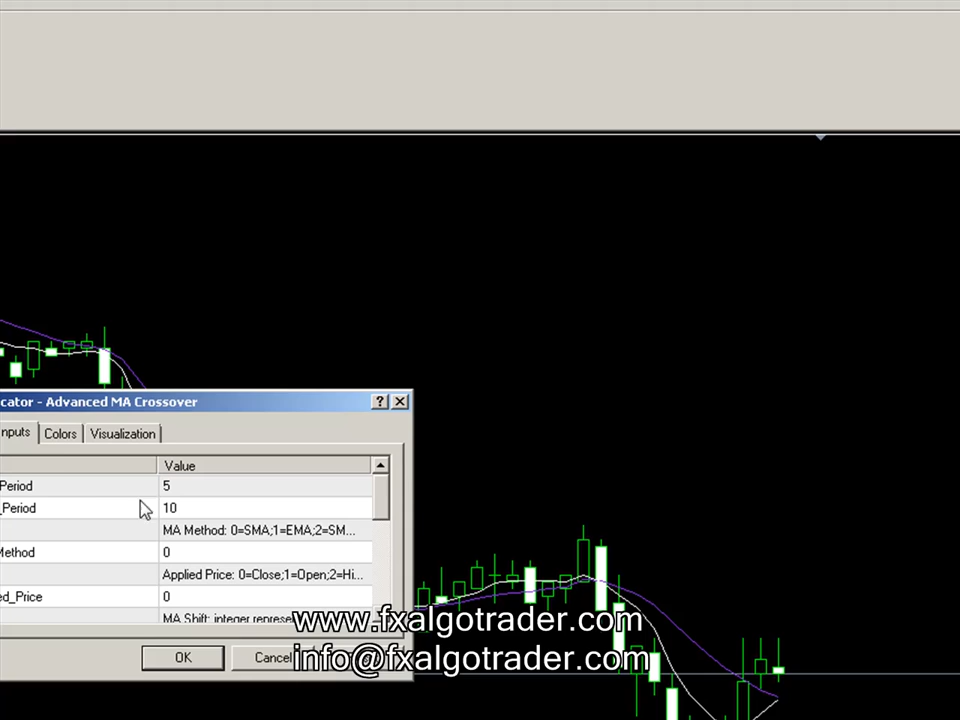 cator - Advanced MA Crossover
nputs Colors Visualization
Value
Period 5
_Period 10
MA Method: 0=SMA;1=EMA;2=SM...
Method 0
Applied Price: 0=Close;1=Open;2=Hi...
ed_Price 0
MA Shift: integer represe
www.fxalgotrader.com
OK Cancel
info@fxalgotrader.com